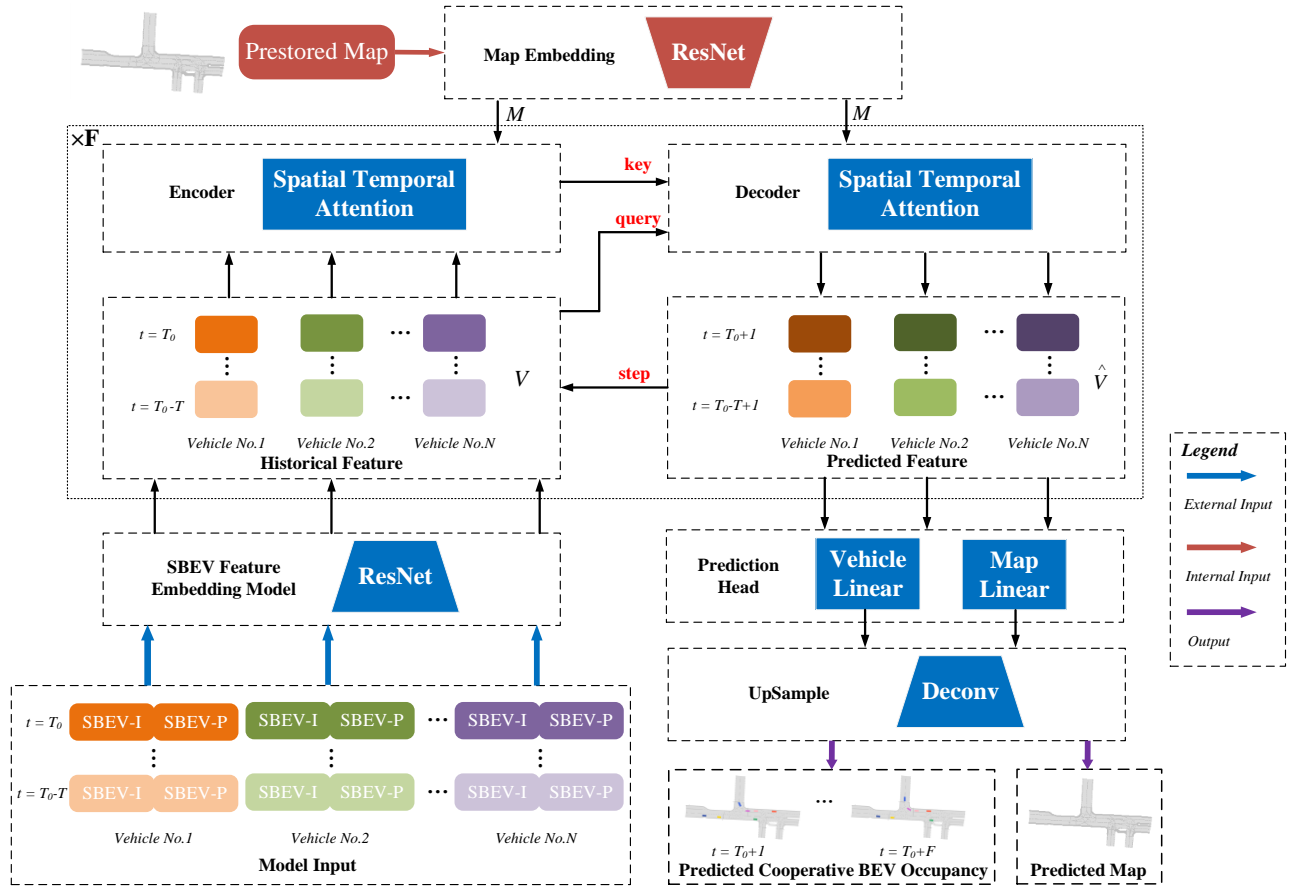 Prestored Map
Map Embedding
ResNet
M
M
×F
Encoder
Spatial Temporal
Attention
key
query
Decoder
Spatial Temporal
Attention
t = T0
...
t = T0-T
...
V
Vehicle No.1
Vehicle No.2
Vehicle No.N
Historical Feature
step
t = T0+1
...
t = T0-T+1
...
V̂
Vehicle No.1
Vehicle No.2
Vehicle No.N
Predicted Feature
Legend
External Input
Internal Input
Output
SBEV Feature
Embedding Model
ResNet
Prediction
Head
Vehicle
Linear
Map
Linear
UpSample
Deconv
t = T0
SBEV-I SBEV-P SBEV-I SBEV-P ... SBEV-I SBEV-P
t = T0-T
SBEV-I SBEV-P SBEV-I SBEV-P ... SBEV-I SBEV-P
Vehicle No.1
Vehicle No.2
Vehicle No.N
Model Input
...
t = T0+1
t = T0+F
Predicted Cooperative BEV Occupancy
Predicted Map